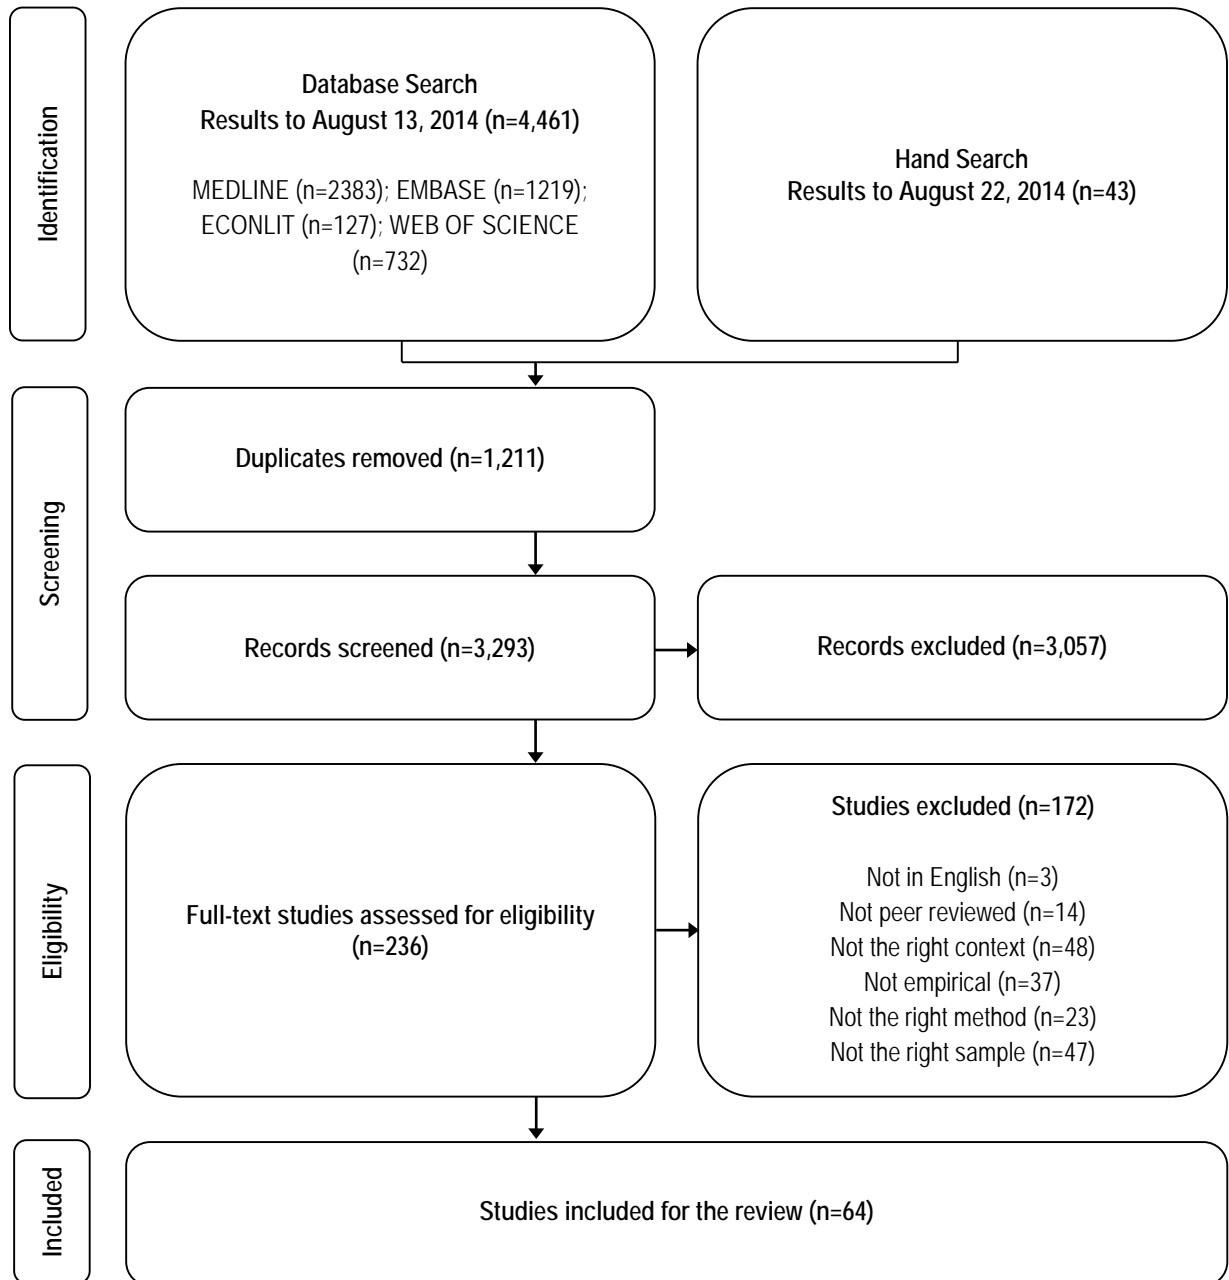 Identification
Database Search
Results to August 13, 2014 (n=4,461)
MEDLINE (n=2383); EMBASE (n=1219);
ECONLIT (n=127); WEB OF SCIENCE
(n=732)
Hand Search
Results to August 22, 2014 (n=43)
Screening
Duplicates removed (n=1,211)
Records screened (n=3,293)
Records excluded (n=3,057)
Eligibility
Full-text studies assessed for eligibility
(n=236)
Studies excluded (n=172)
Not in English (n=3)
Not peer reviewed (n=14)
Not the right context (n=48)
Not empirical (n=37)
Not the right method (n=23)
Not the right sample (n=47)
Included
Studies included for the review (n=64)